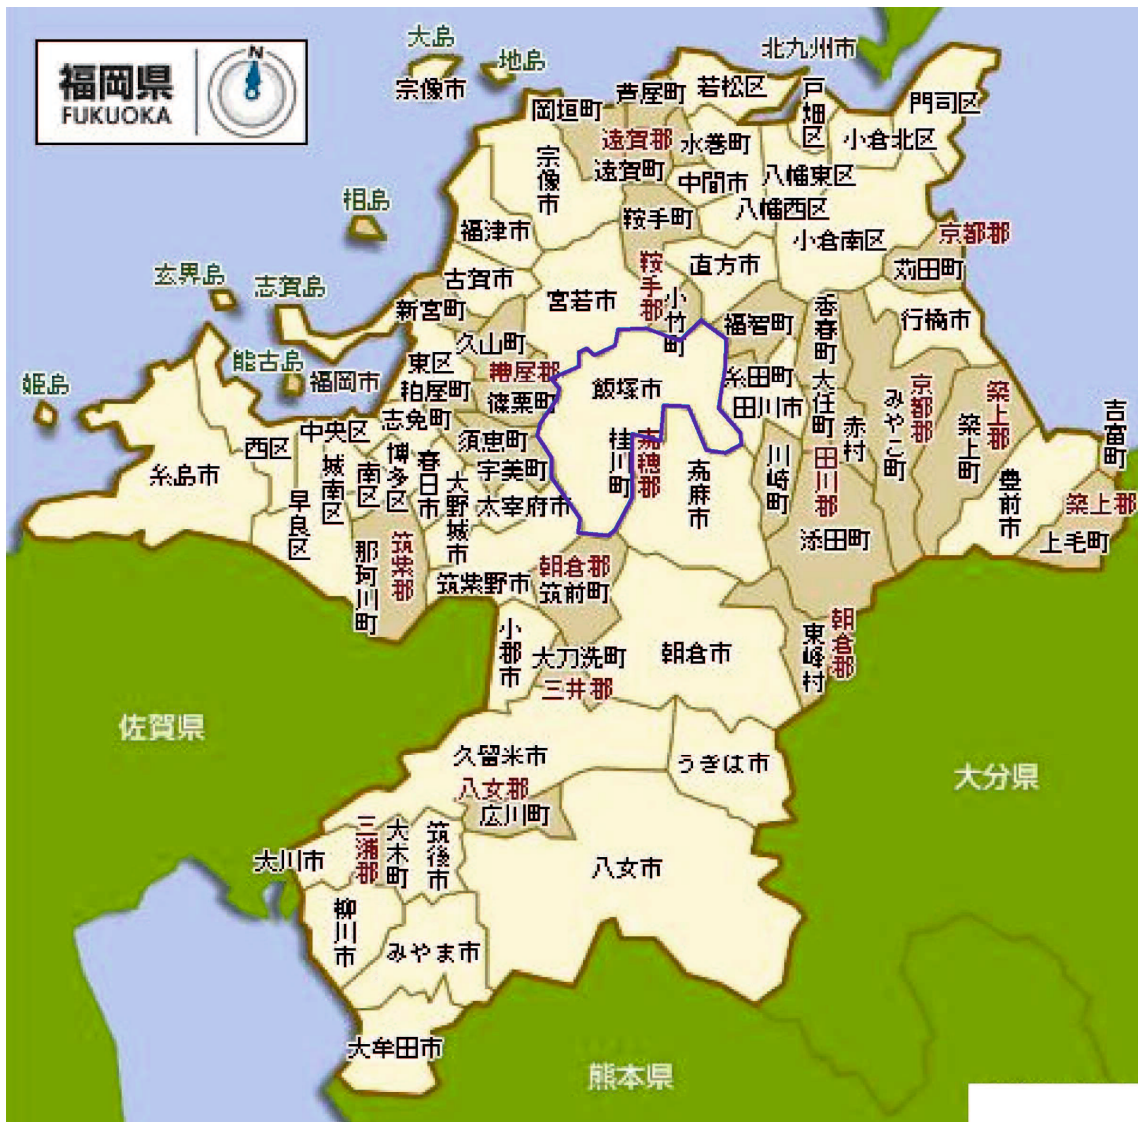 福岡県
FUKUOKA
N
大島
宗像市
地島
北九州市
岡垣町
芦屋町
若松区
戸畑区
門司区
遠賀郡
遠賀町
水巻町
小倉北区
宗像市
中間市
八幡東区
八幡西区
相島
鞍手町
小倉南区
京都郡
苅田町
福津市
玄界島
志賀島
古賀市
鞍手郡
小竹町
直方市
新宮町
宮若市
福智町
香春町
行橋市
久山町
能古島
福岡市
東区
糟屋郡
飯塚市
糸田町
大任町
京都郡
築上郡
姫島
粕屋町
篠栗町
田川市
赤村
みやこ町
築上町
吉富町
志免町
中央区
西区
須恵町
桂川町
嘉穂郡
嘉麻市
川崎町
田川郡
豊前市
糸島市
城南区
南区
博多区
春日市
大野城市
宇美町
太宰府市
早良区
築上郡
上毛町
添田町
那珂川町
筑紫郡
筑紫野市
朝倉郡
筑前町
小郡市
大刀洗町
三井郡
朝倉市
東峰村
朝倉郡
佐賀県
久留米市
うきは市
大分県
八女郡
広川町
大川市
三潴郡
大木町
筑後市
八女市
柳川市
みやま市
大牟田市
熊本県